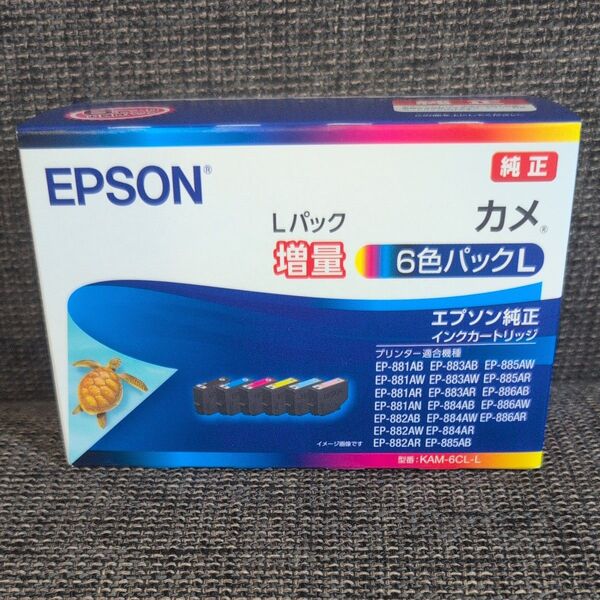 EPSON®
純正
Lパック
増量
カメ®
6色パックL
エプソン純正
インクカートリッジ
プリンター適合機種
EP-881AB EP-883AB EP-885AW
EP-881AW EP-883AW EP-885AR
EP-881AR EP-883AR EP-886AB
EP-881AN EP-884AB EP-886AW
EP-882AB EP-884AW EP-886AR
EP-882AW EP-884AR
EP-882AR EP-885AB
イメージ画像です
型番:KAM-6CL-L